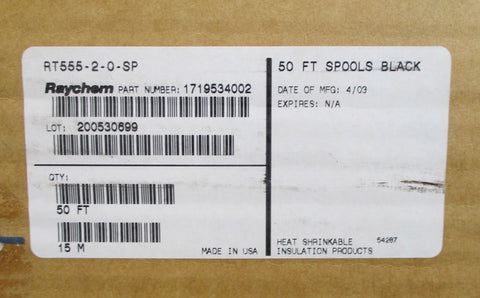 RT555-2-0-SP
Raychem PART NUMBER: 1719534002
LOT: 200530699
QTY:
50 FT
15 M
MADE IN USA
50 FT SPOOLS BLACK
DATE OF MFG: 4/03
EXPIRES: N/A
HEAT SHRINKABLE 54287
INSULATION PRODUCTS